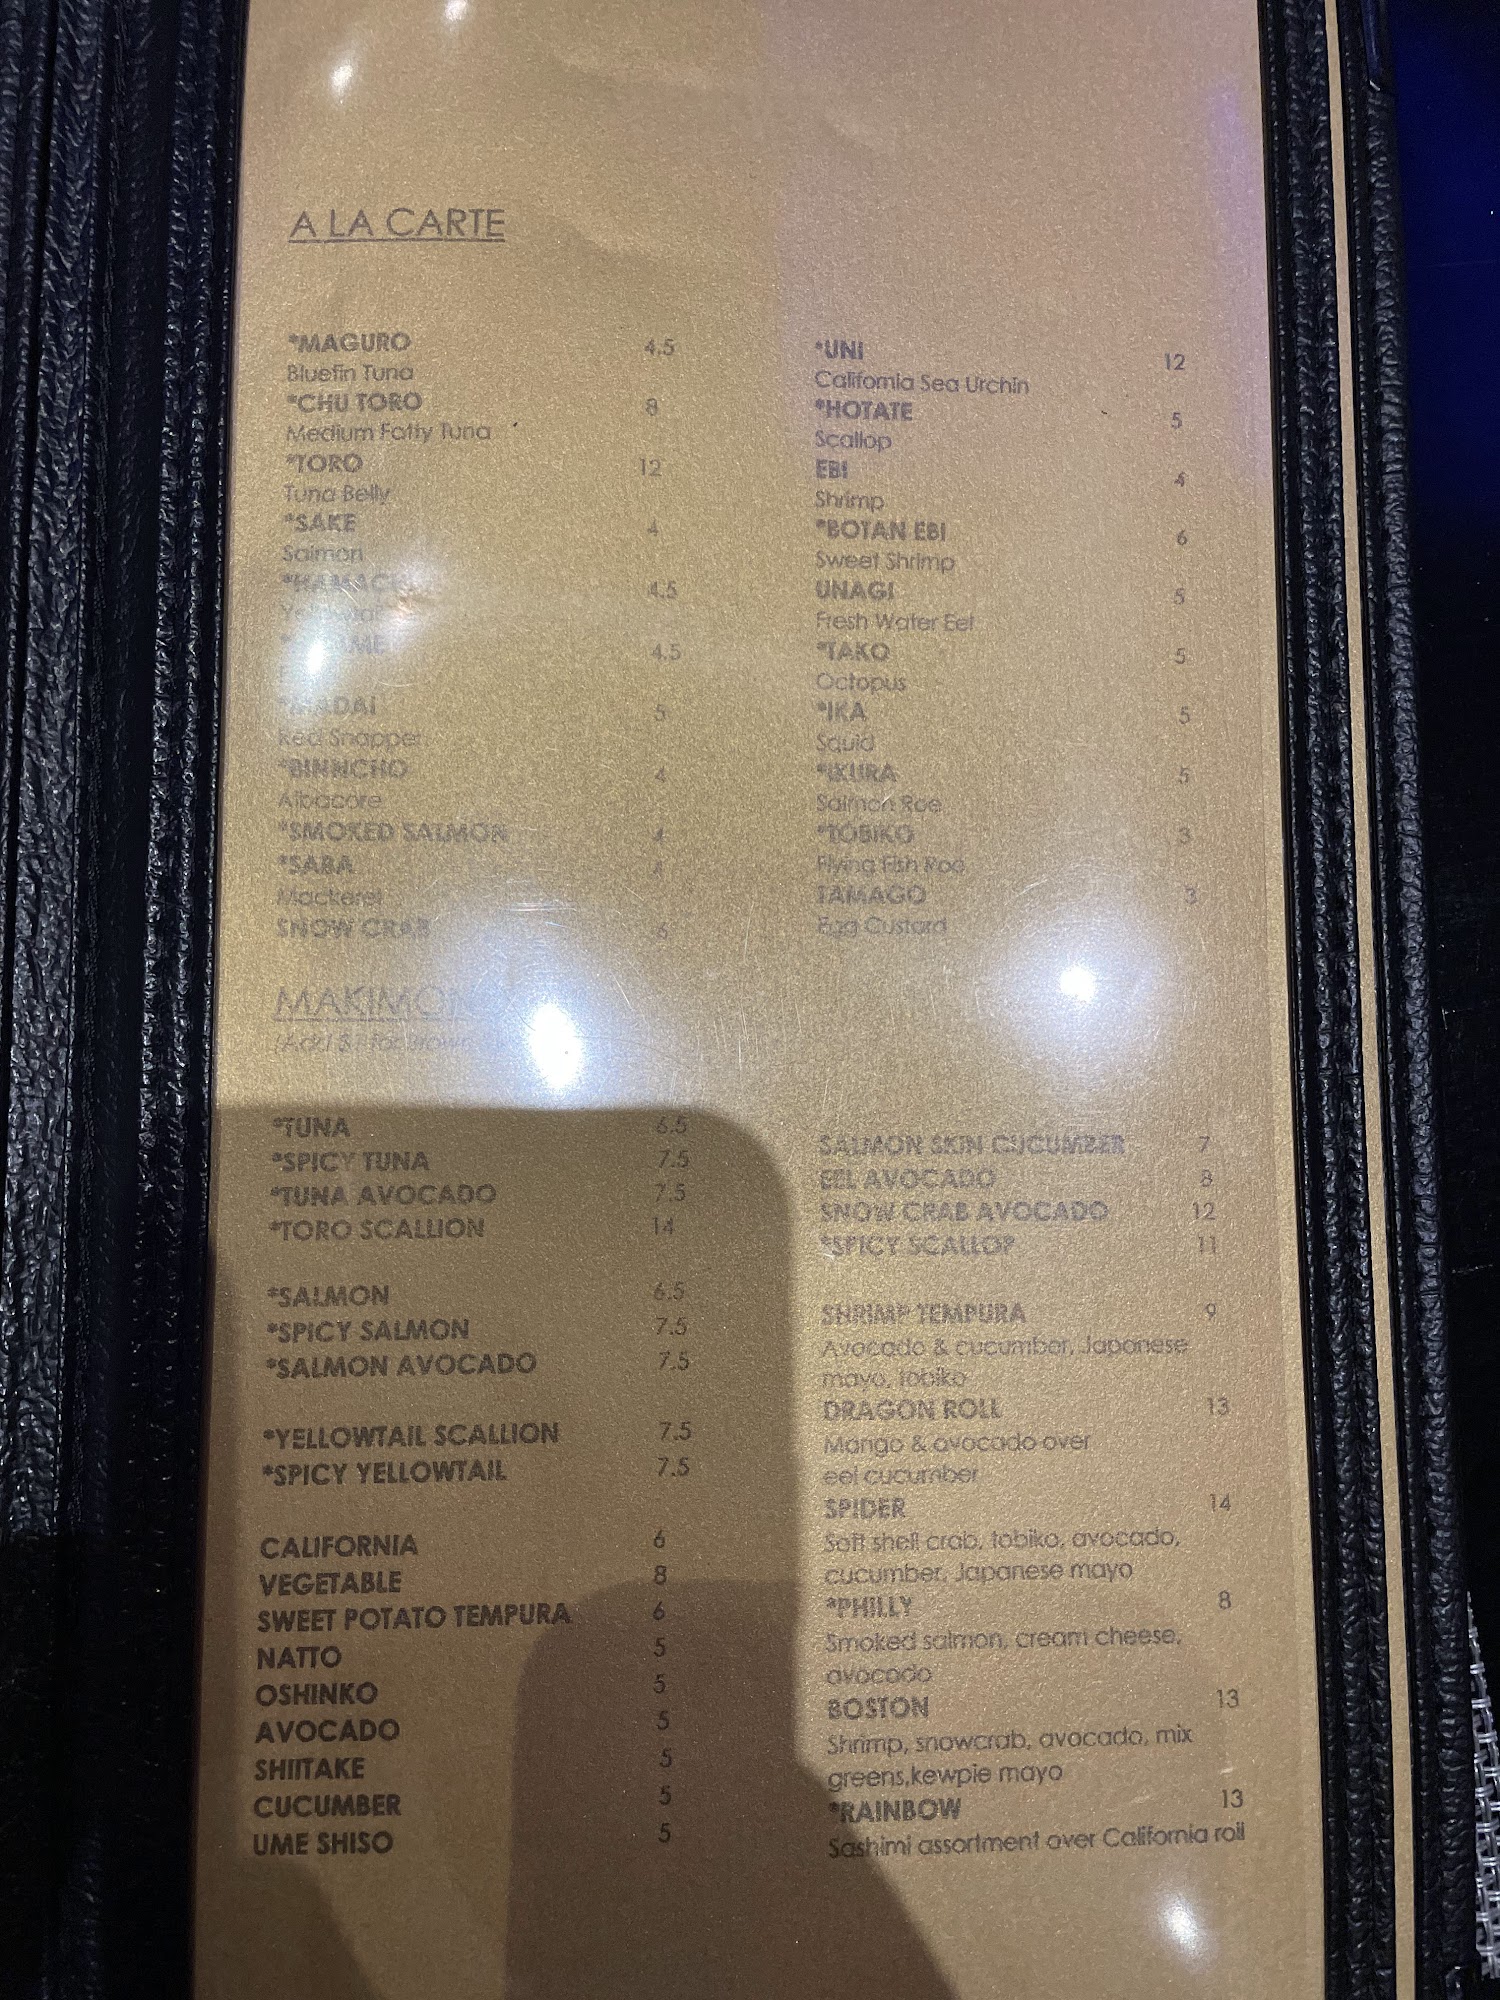 A LA CARTE
*MAGURO 4.5
Bluefin Tuna
*CHU TORO 8
Medium Fatty Tuna
*TORO 12
Tuna Belly
*SAKE 4
Salmon
4.5
4.5
5
Red Snapper
*BINNCHO 4
Albacore
*SMOKED SALMON 4
*SABA
Mackerel
SNOW CRAB 6
*UNI 12
California Sea Urchin
*HOTATE 5
Scallop
EBI 4
Shrimp
*BOTAN EBI 6
Sweet Shrimp
UNAGI 5
Fresh Water Eel
*TAKO 5
Octopus
*IKA 5
Squid
*IKURA 5
Salmon Roe
*TOBIKO 3
Flying Fish Roe
TAMAGO 3
Egg Custard
(Add $1 for
*TUNA 6.5
*SPICY TUNA 7.5
*TUNA AVOCADO 7.5
*TORO SCALLION 14
*SALMON 6.5
*SPICY SALMON 7.5
*SALMON AVOCADO 7.5
*YELLOWTAIL SCALLION 7.5
*SPICY YELLOWTAIL 7.5
CALIFORNIA 6
VEGETABLE 8
SWEET POTATO TEMPURA 6
NATTO 5
OSHINKO 5
AVOCADO 5
SHIITAKE 5
CUCUMBER 5
UME SHISO 5
SALMON SKIN CUCUMBER 7
EEL AVOCADO 8
SNOW CRAB AVOCADO 12
*SPICY SCALLOP 11
SHRIMP TEMPURA 9
Avocado & cucumber, Japanese
mayo, tobiko
DRAGON ROLL 13
Mango & avocado over
eel cucumber
SPIDER 14
Soft shell crab, tobiko, avocado,
cucumber, Japanese mayo
*PHILLY 8
Smoked salmon, cream cheese,
avocado
BOSTON 13
Shrimp, snowcrab, avocado, mix
greens,kewpie mayo
*RAINBOW 13
Sashimi assortment over California roll